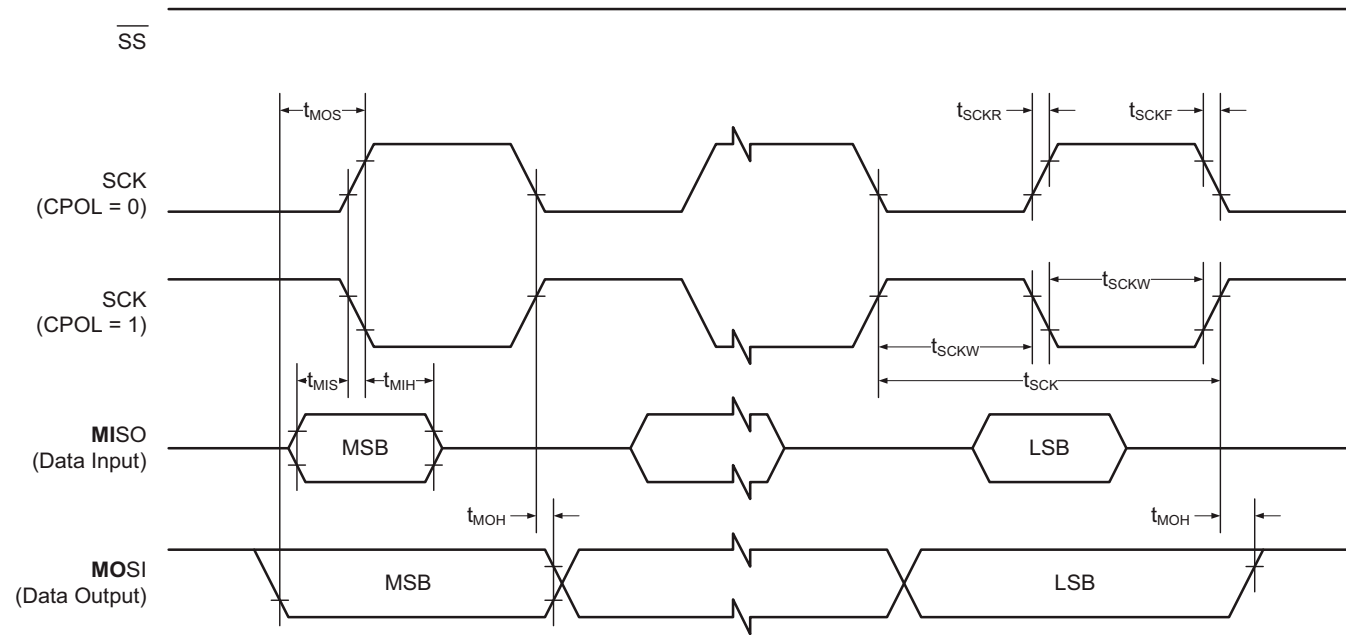 SS
tMOS
tSCKR
tSCKF
SCK
(CPOL = 0)
SCK
(CPOL = 1)
tSCKW
tSCKW
tMIS
tMIH
tSCK
MISO
(Data Input)
MSB
LSB
tMOH
tMOH
MOSI
(Data Output)
MSB
LSB